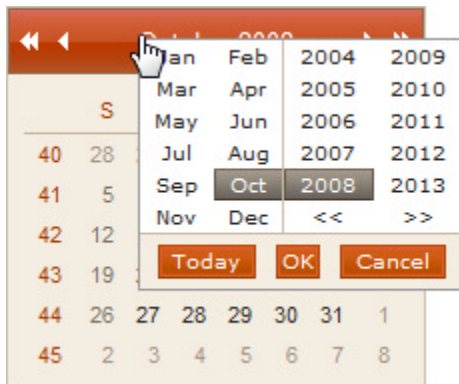 Jan Feb 2004 2009
Mar Apr 2005 2010
S
May Jun 2006 2011
40 28 Jul Aug 2007 2012
41 5 Sep Oct 2008 2013
42 12 Nov Dec << >>
43 19 Today OK Cancel
44 26 27 28 29 30 31 1
45 2 3 4 5 6 7 8